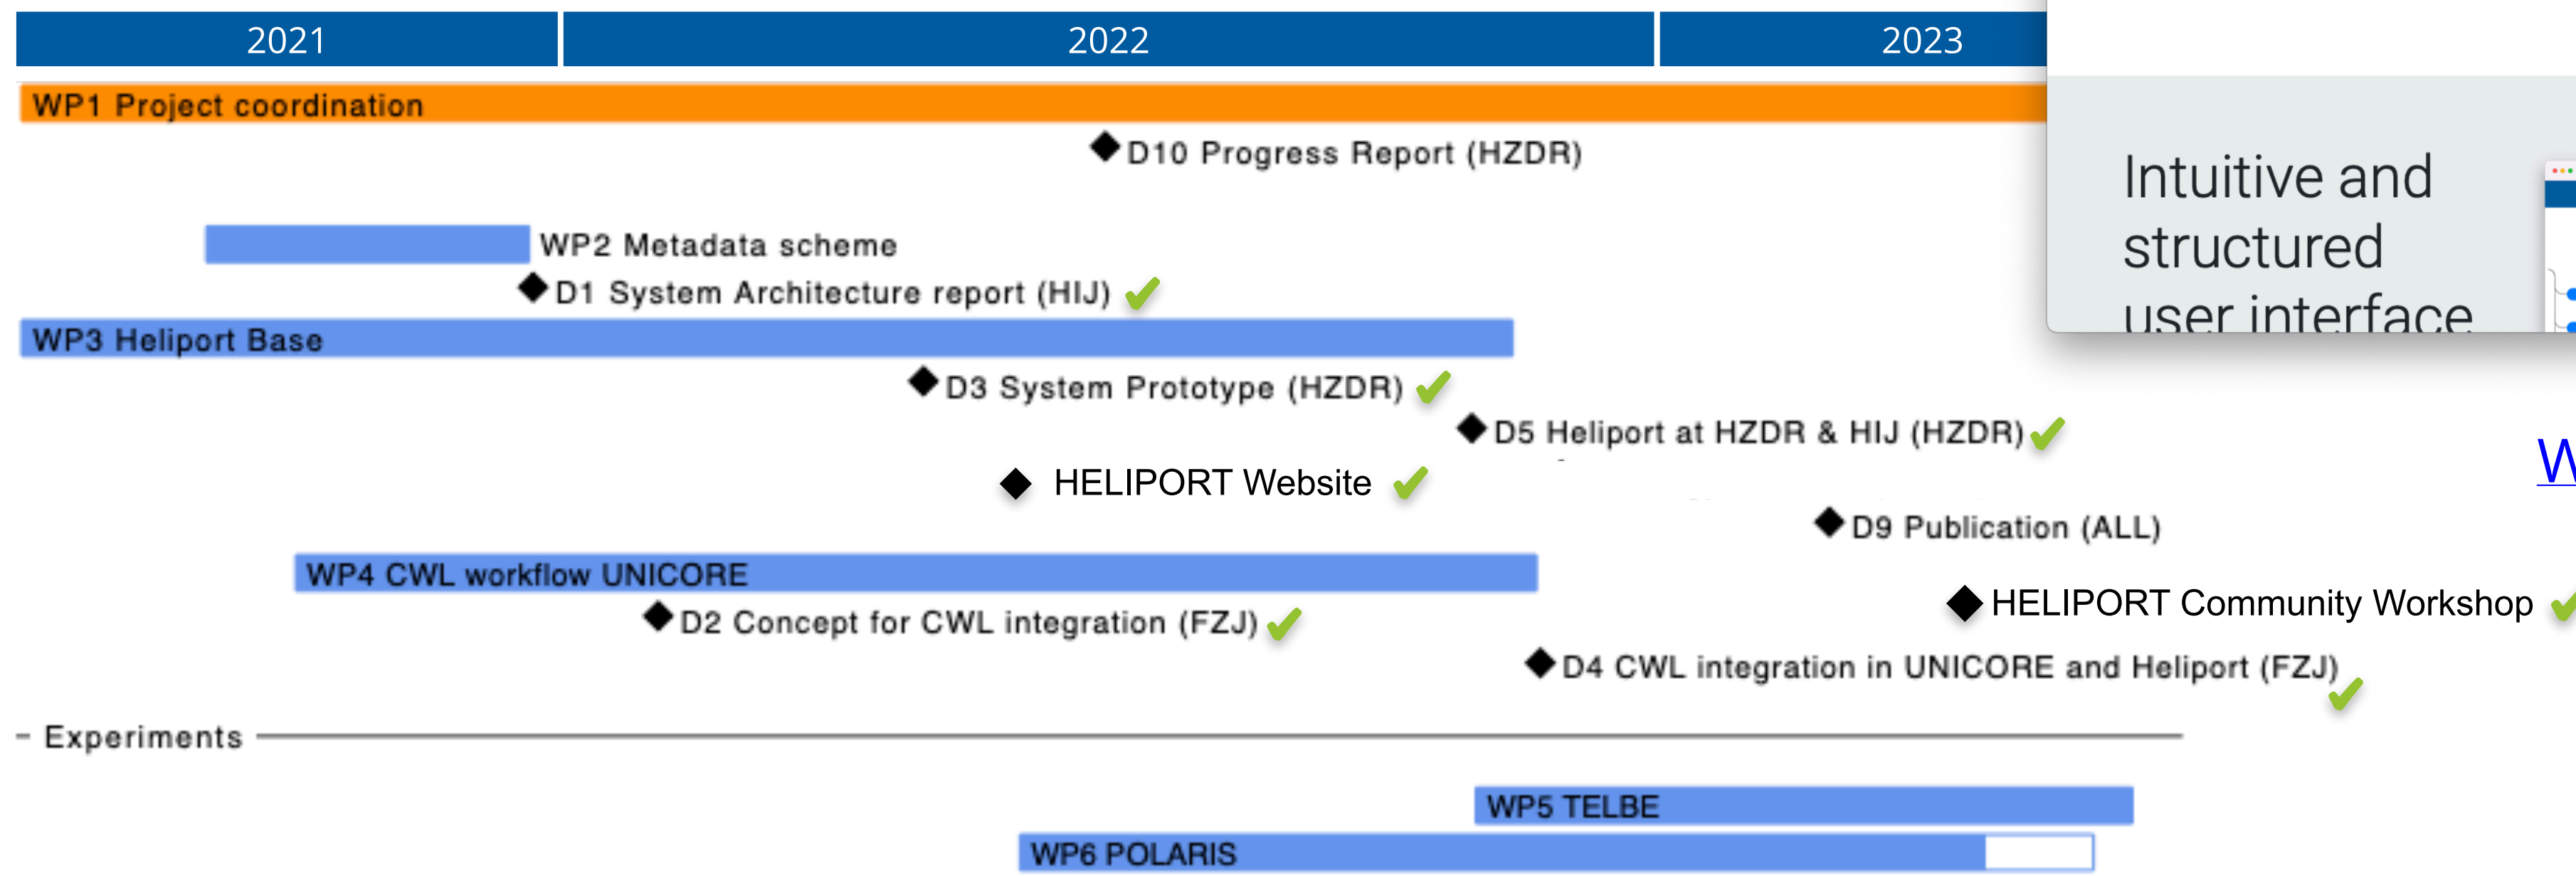 2021 2022 2023
WP1 Project coordination
D10 Progress Report (HZDR)
Intuitive and
structured
user interface
WP2 Metadata scheme
D1 System Architecture report (HIJ)
WP3 Heliport Base
D3 System Prototype (HZDR)
D5 Heliport at HZDR & HIJ (HZDR)
W
HELIPORT Website
D9 Publication (ALL)
WP4 CWL workflow UNICORE
HELIPORT Community Workshop
D2 Concept for CWL integration (FZJ)
D4 CWL integration in UNICORE and Heliport (FZJ)
Experiments
WP5 TELBE
WP6 POLARIS